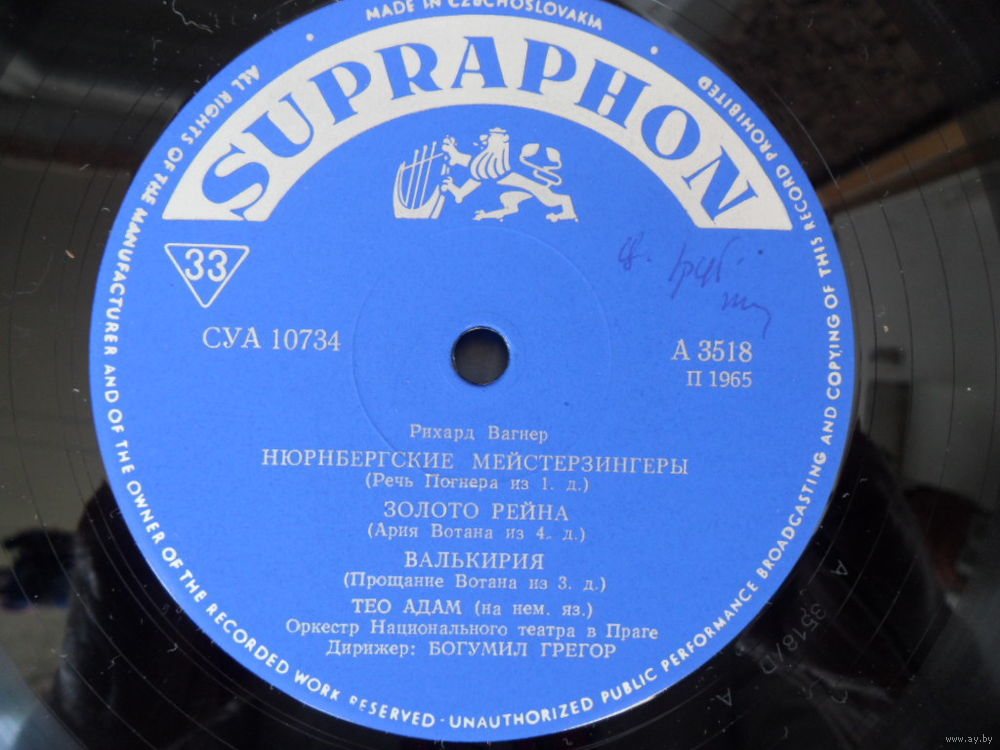 MADE IN CZECHOSLOVAKIA
SUPRAPHON
ALL RIGHTS OF THE MANUFACTURER AND OF THE OWNER OF THE RECORDED WORK RESERVED · UNAUTHORIZED PUBLIC PERFORMANCE BROADCASTING AND COPYING OF THIS RECORD PROHIBITED
33
СУА 10734
А 3518
П 1965
Рихард Вагнер
НЮРНБЕРГСКИЕ МЕЙСТЕРЗИНГЕРЫ
(Речь Погнера из 1. д.)
ЗОЛОТО РЕЙНА
(Ария Вотана из 4. д.)
ВАЛЬКИРИЯ
(Прощание Вотана из 3. д.)
ТЕО АДАМ (на нем. яз.)
Оркестр Национального театра в Праге
Дирижер: БОГУМИЛ ГРЕГОР
www.ay.by